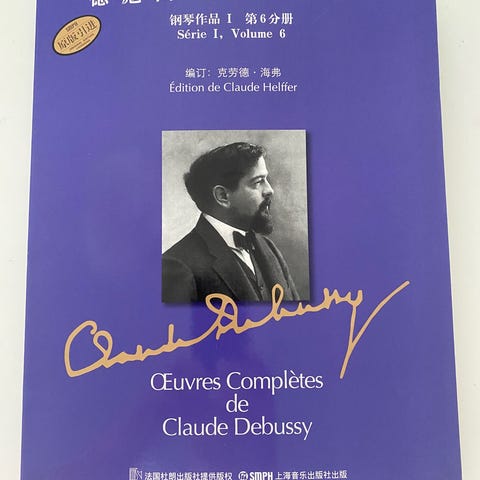 钢琴作品 I 第6分册
Série I, Volume 6
SMPH
原版引进
编订：克劳德·海弗
Édition de Claude Helffer
Claude Debussy
Œuvres Complètes
de
Claude Debussy
法国杜朗出版社提供版权 SMPH 上海音乐出版社出版